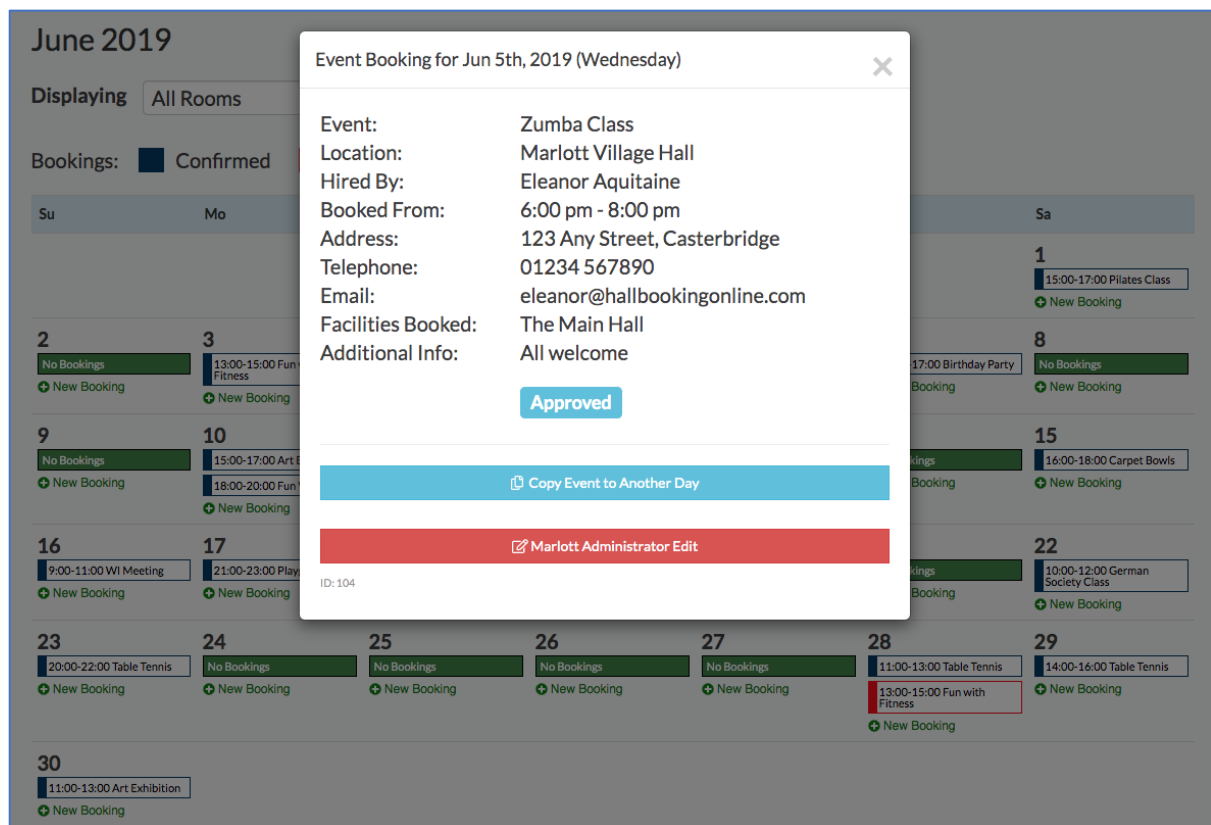 June 2019
Displaying All Rooms
Bookings: Confirmed
Event Booking for Jun 5th, 2019 (Wednesday)
×
Event: Zumba Class
Location: Marlott Village Hall
Hired By: Eleanor Aquitaine
Booked From: 6:00 pm - 8:00 pm
Address: 123 Any Street, Casterbridge
Telephone: 01234 567890
Email: eleanor@hallbookingonline.com
Facilities Booked: The Main Hall
Additional Info: All welcome
Approved
Copy Event to Another Day
Marlott Administrator Edit
ID: 104
Su Mo Sa
1
15:00-17:00 Pilates Class
New Booking
2 3 8
No Bookings 13:00-15:00 Fun -17:00 Birthday Party No Bookings
Fitness
New Booking New Booking Booking New Booking
9 10 15
No Bookings 15:00-17:00 Art 16:00-18:00 Carpet Bowls
New Booking 18:00-20:00 Fun Booking New Booking
New Booking
16 17 22
9:00-11:00 WI Meeting 21:00-23:00 10:00-12:00 German
Society Class
New Booking New Booking Booking New Booking
23 24 25 26 27 28 29
20:00-22:00 Table Tennis No Bookings No Bookings No Bookings No Bookings 11:00-13:00 Table Tennis 14:00-16:00 Table Tennis
New Booking New Booking New Booking New Booking New Booking 13:00-15:00 Fun with New Booking
Fitness
New Booking
30
11:00-13:00 Art Exhibition
New Booking